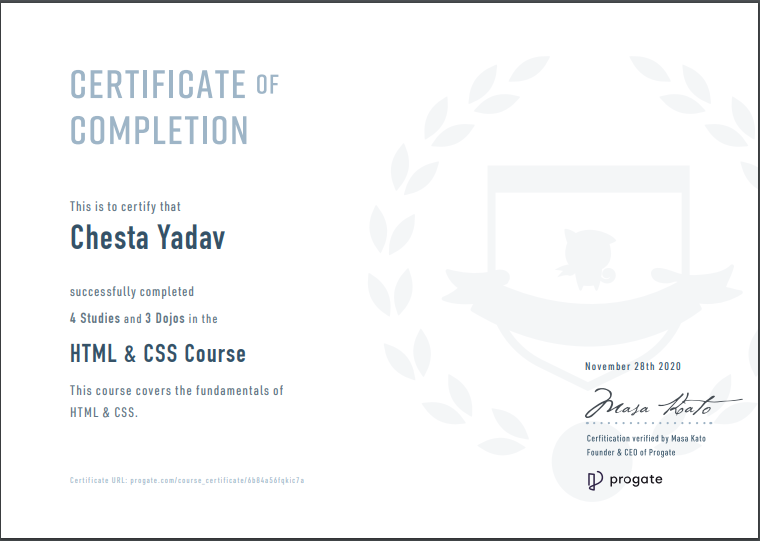 CERTIFICATE OF
COMPLETION
This is to certify that
Chesta Yadav
successfully completed
4 Studies and 3 Dojos in the
HTML & CSS Course
This course covers the fundamentals of
HTML & CSS.
November 28th 2020
Masa Kato
Cerfitication verified by Masa Kato
Founder & CEO of Progate
progate
Certificate URL: progate.com/course_certificate/6b84a56fqkic7a